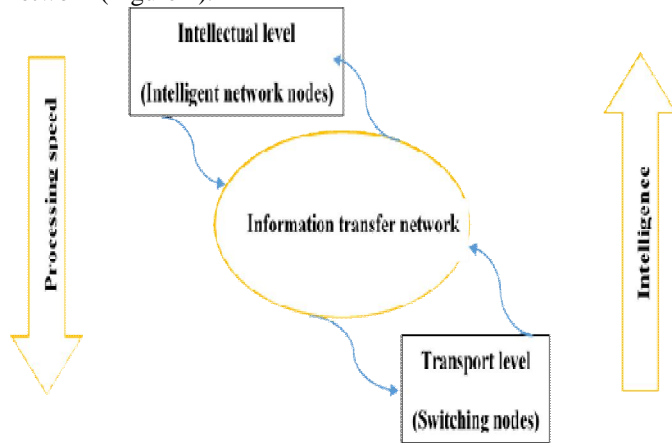 Intellectual level
(Intelligent network nodes)
Processing speed
Information transfer network
Intelligence
Transport level
(Switching nodes)